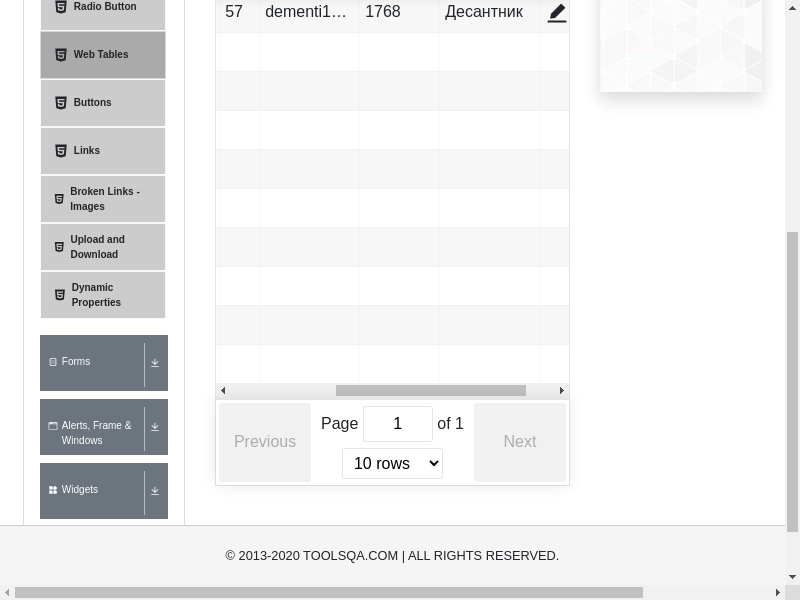 Radio Button
57 dementi1... 1768 Десантник
Web Tables
Buttons
Links
Broken Links -
Images
Upload and
Download
Dynamic
Properties
Forms
Alerts, Frame &
Windows
Widgets
Previous
Page 1 of 1
10 rows
Next
© 2013-2020 TOOLSQA.COM | ALL RIGHTS RESERVED.